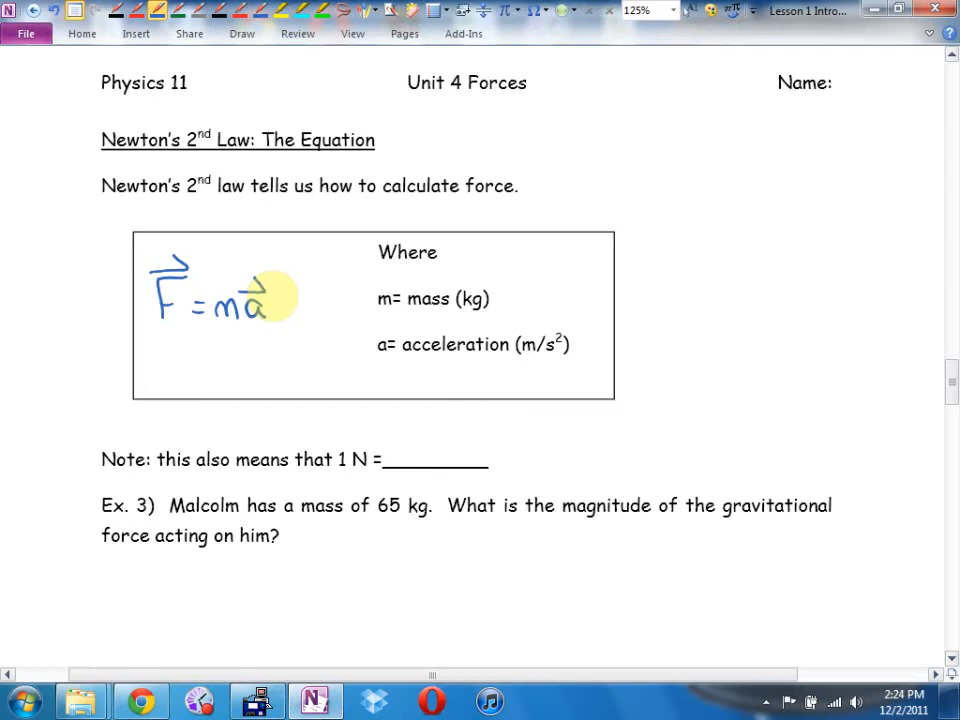 125%
Lesson 1 Intro...
File Home Insert Share Draw Review View Pages Add-Ins
Physics 11 Unit 4 Forces Name:
Newton's 2nd Law: The Equation
Newton's 2nd law tells us how to calculate force.
F = ma
Where
m= mass (kg)
a= acceleration (m/s2)
Note: this also means that 1 N =__________
Ex. 3) Malcolm has a mass of 65 kg. What is the magnitude of the gravitational
force acting on him?
2:24 PM
12/2/2011